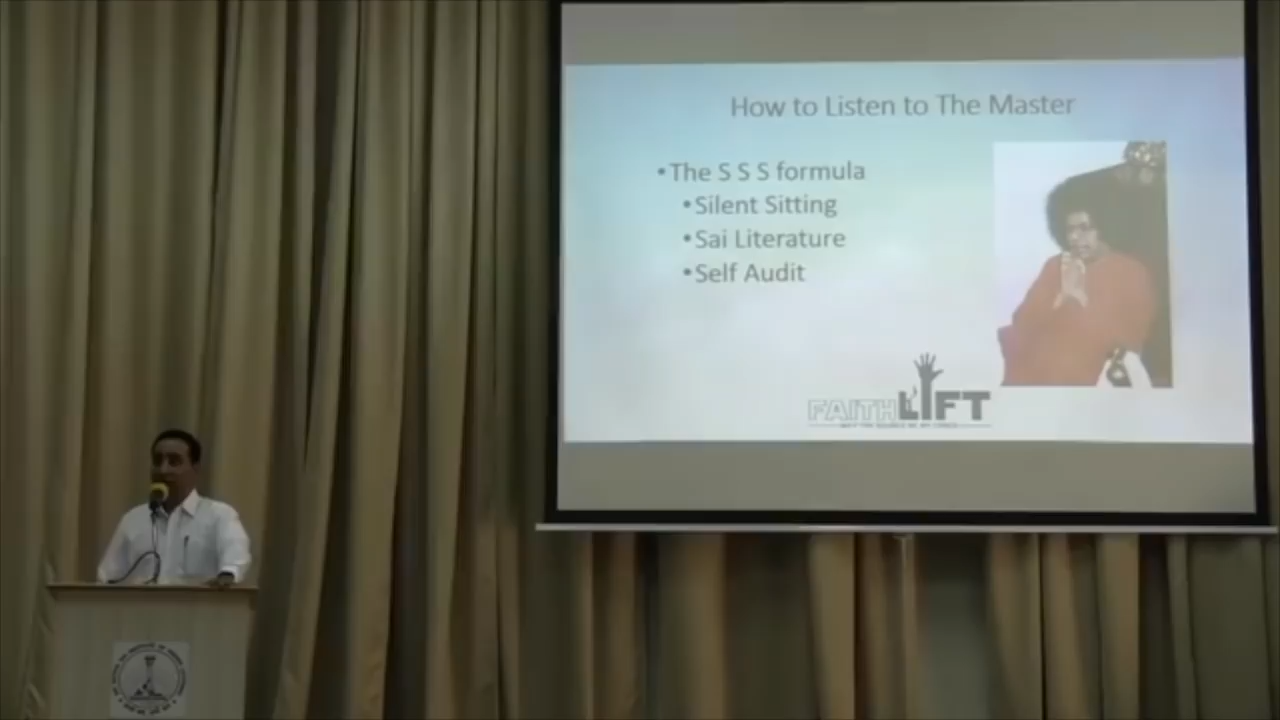 How to Listen to The Master
•The S S S formula
•Silent Sitting
•Sai Literature
•Self Audit
FAITHLIFT